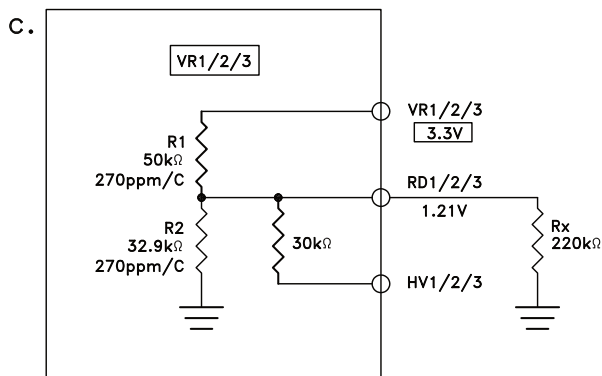 C.
VR1/2/3
VR1/2/3
3.3V
R1
50kΩ
270ppm/C
RD1/2/3
1.21V
R2
32.9kΩ
270ppm/C
30kΩ
Rx
220kΩ
HV1/2/3